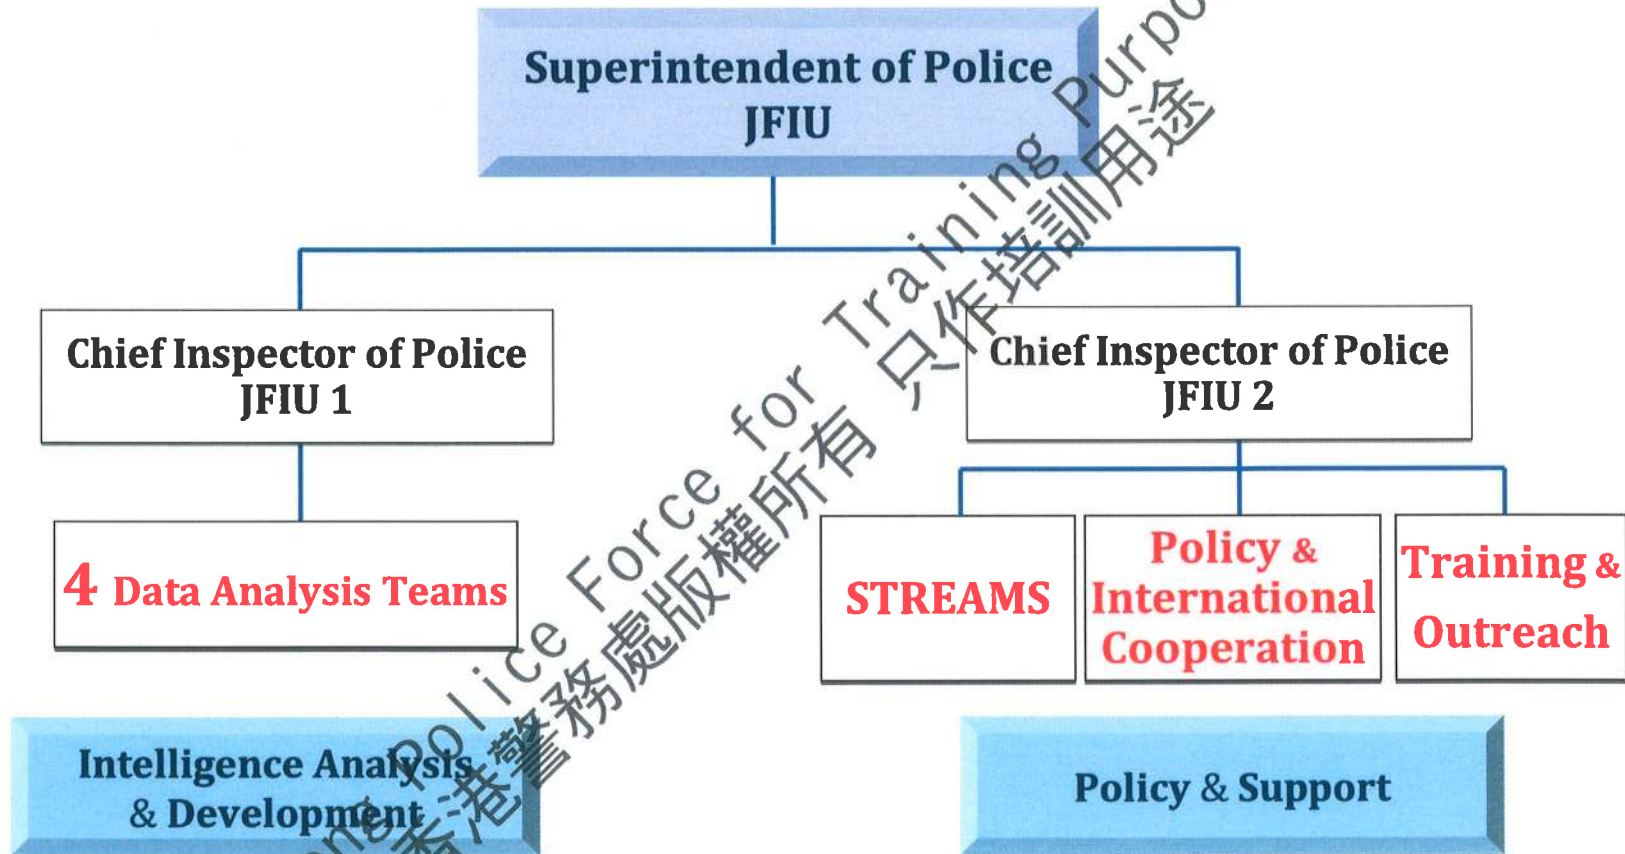 Superintendent of Police
JFIU
Chief Inspector of Police
JFIU 1
Chief Inspector of Police
JFIU 2
4 Data Analysis Teams
STREAMS
Policy &
International
Cooperation
Training &
Outreach
Intelligence Analysis
& Development
Policy & Support
Police Force for Training
香港警務處版權所有 只作培訓用途